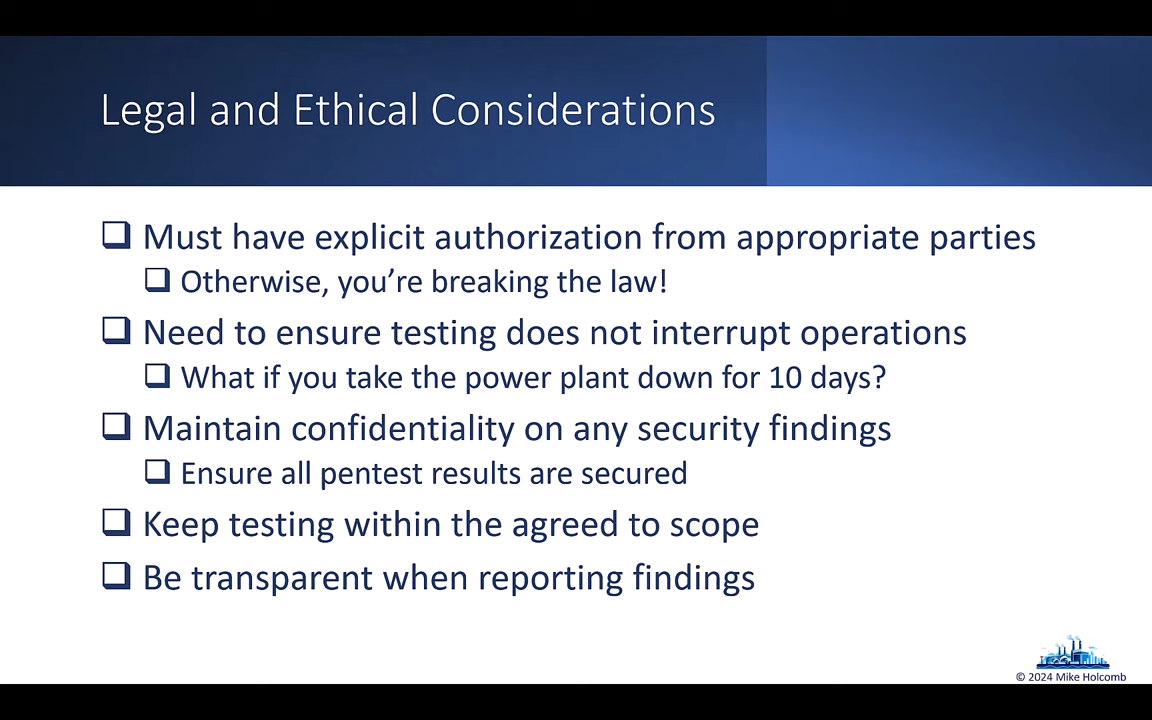 Legal and Ethical Considerations
Must have explicit authorization from appropriate parties
Otherwise, you’re breaking the law!
Need to ensure testing does not interrupt operations
What if you take the power plant down for 10 days?
Maintain confidentiality on any security findings
Ensure all pentest results are secured
Keep testing within the agreed to scope
Be transparent when reporting findings
© 2024 Mike Holcomb